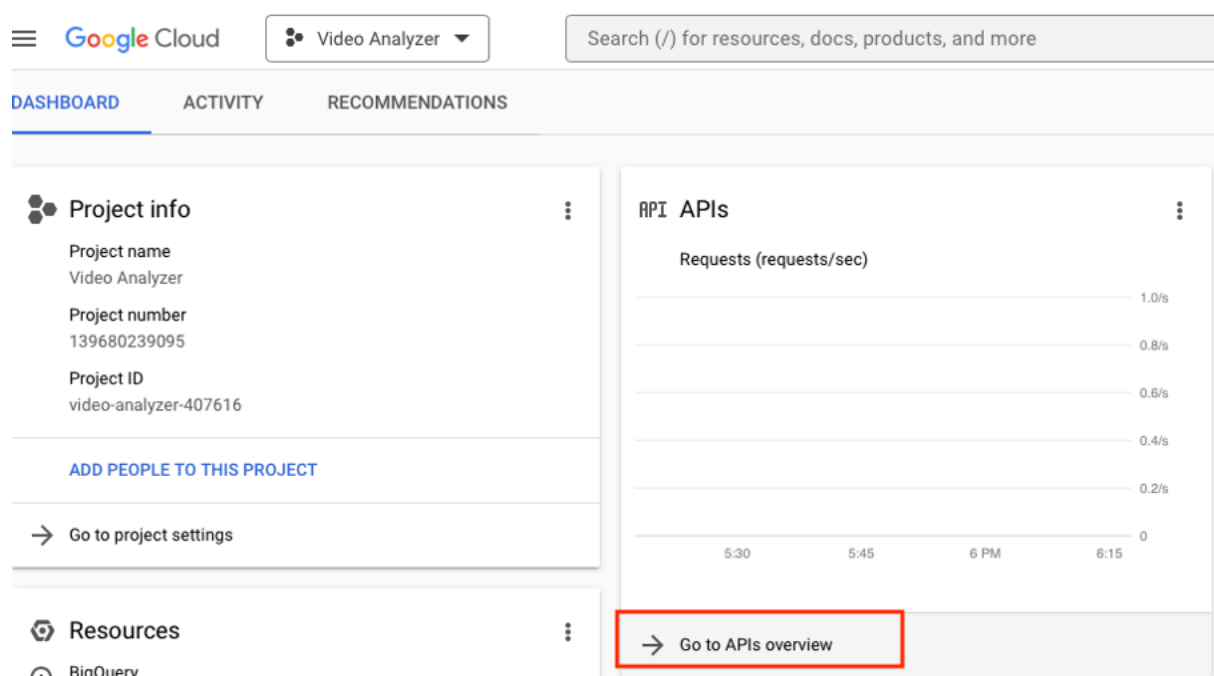 Google Cloud
Video Analyzer
Search (/) for resources, docs, products, and more
DASHBOARD
ACTIVITY
RECOMMENDATIONS
Project info
Project name
Video Analyzer
Project number
139680239095
Project ID
video-analyzer-407616
ADD PEOPLE TO THIS PROJECT
Go to project settings
Resources
BigQuery
API APIs
Requests (requests/sec)
1.0/s
0.8/s
0.6/s
0.4/s
0.2/s
0
5:30
5:45
6 PM
6:15
Go to APIs overview